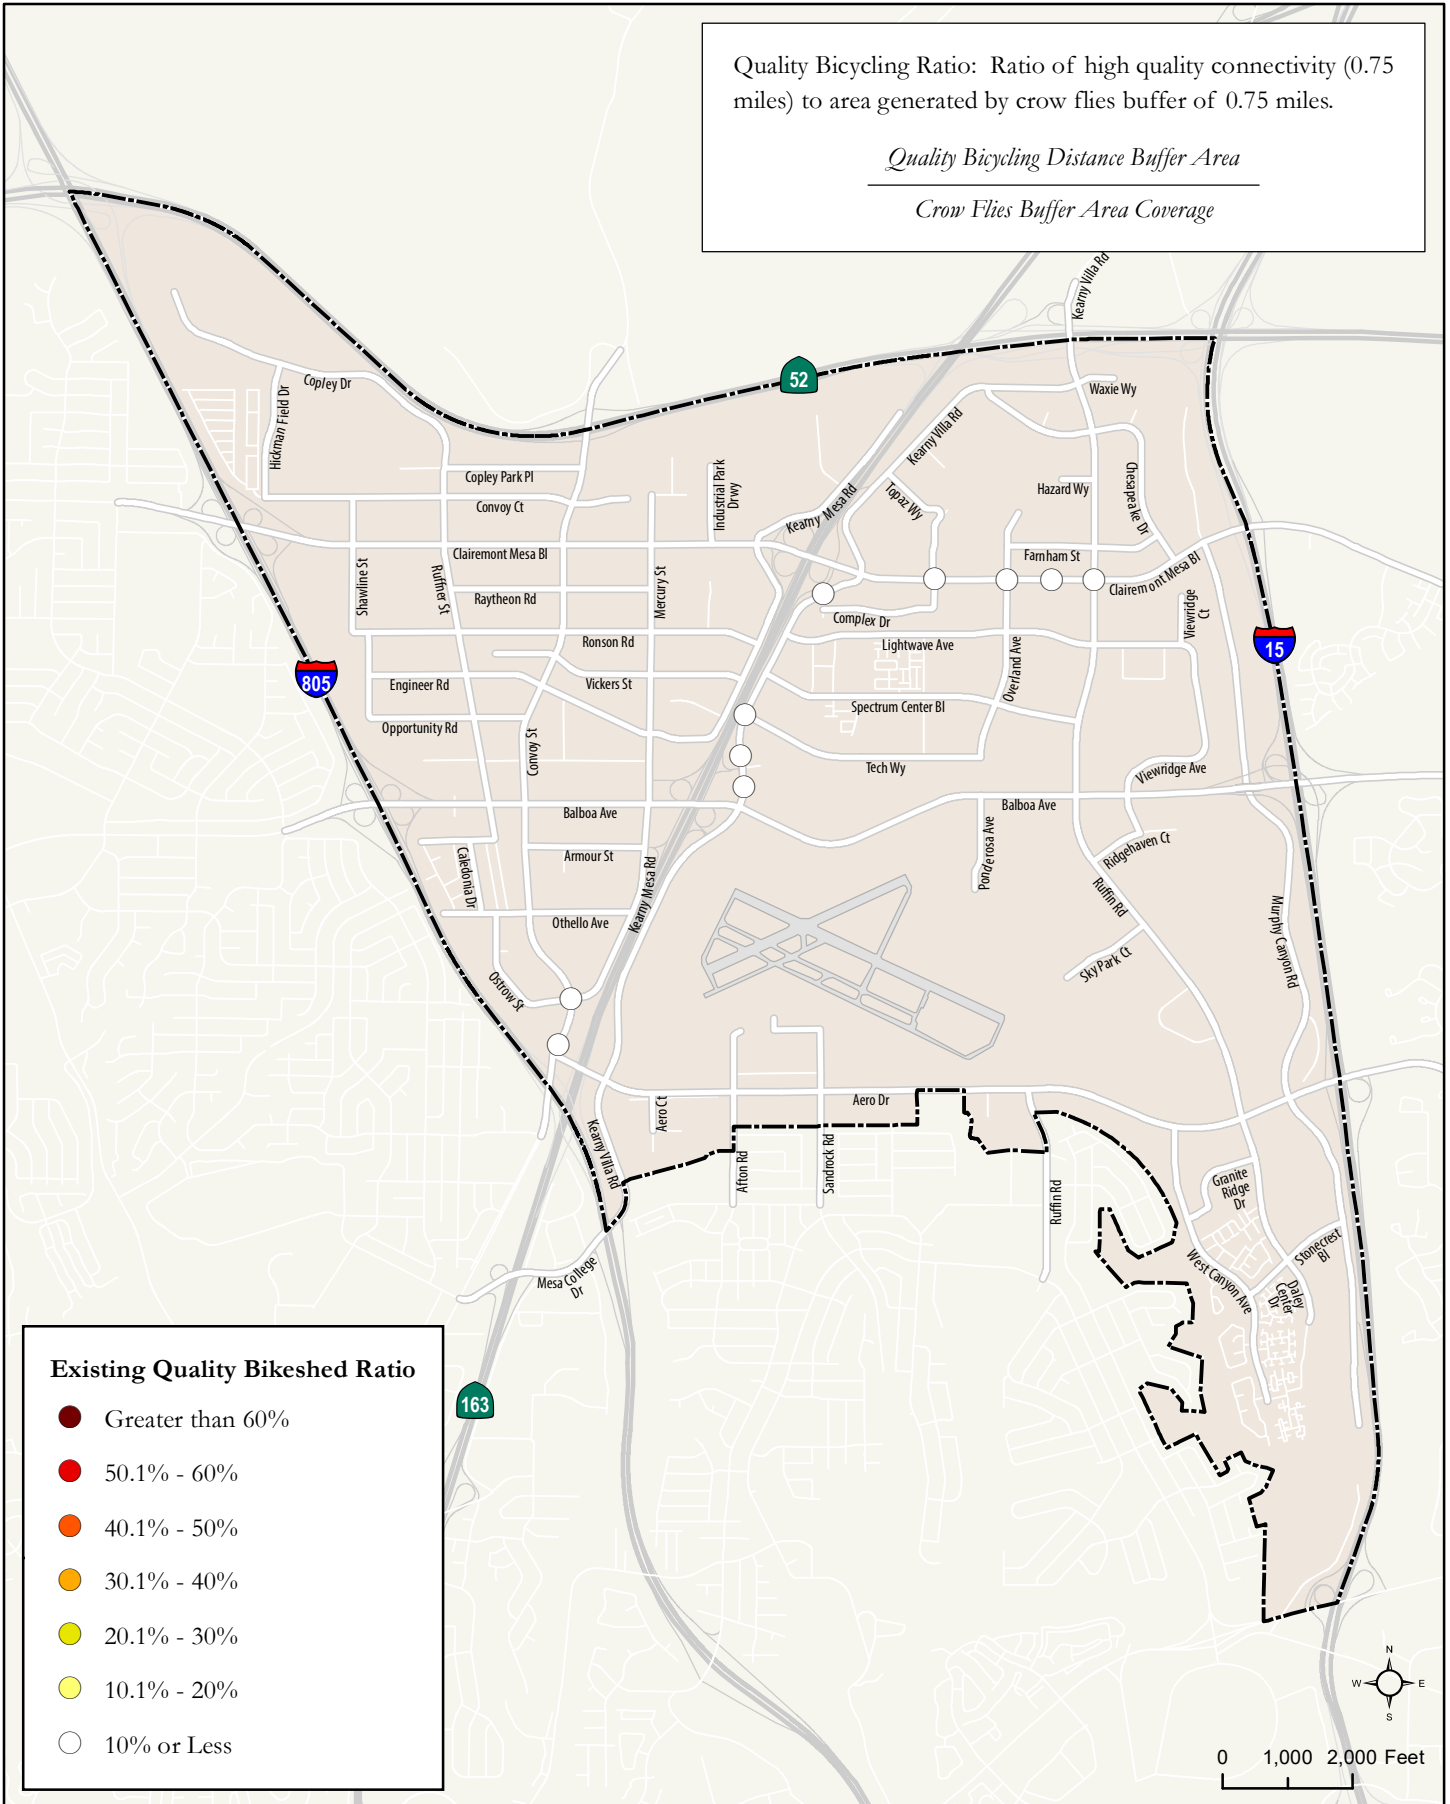 Quality Bicycling Ratio: Ratio of high quality connectivity (0.75
miles) to area generated by crow flies buffer of 0.75 miles.
Quality Bicycling Distance Buffer Area
Crow Flies Buffer Area Coverage
Kearny Villa Rd
52
Copley Dr
Hickman Field Dr
Waxie Wy
Kearny Villa Rd
Copley Park Pl
Convoy Ct
Industrial Park
Drwy
Kearny Mesa Rd
Topaz Wy
Hazard Wy
Chesapeake Dr
Clairemont Mesa Bl
Farnham St
Clairemont Mesa Bl
Shawline St
Ruffner St
Raytheon Rd
Mercury St
Complex Dr
Viewridge
Ct
Ronson Rd
Lightwave Ave
15
805
Engineer Rd
Vickers St
Overland Ave
Spectrum Center Bl
Opportunity Rd
Convoy St
Tech Wy
Viewridge Ave
Balboa Ave
Balboa Ave
Armour St
Caledonia Dr
Ponderosa Ave
Ridgehaven Ct
Kearny Mesa Rd
Ruffin Rd
Othello Ave
Murphy Canyon Rd
Sky Park Ct
Ostrow St
Aero Ct
Aero Dr
Kearny Villa Rd
Afton Rd
Sandrock Rd
Ruffin Rd
Granite
Ridge
Dr
Stonecrest
Bl
West Canyon Ave
Daley
Center
Dr
Mesa College
Dr
163
Existing Quality Bikeshed Ratio
Greater than 60%
50.1% - 60%
40.1% - 50%
30.1% - 40%
20.1% - 30%
10.1% - 20%
10% or Less
N
W
E
S
0 1,000 2,000 Feet